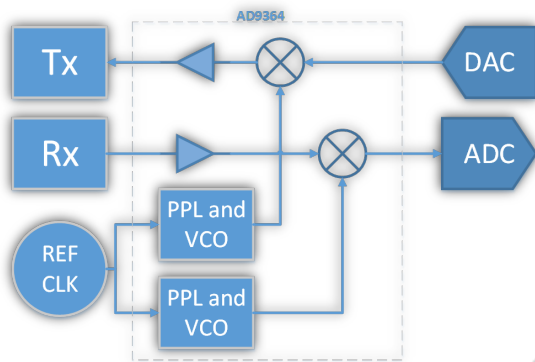 AD9364
Tx
DAC
Rx
ADC
PPL and
VCO
REF
CLK
PPL and
VCO